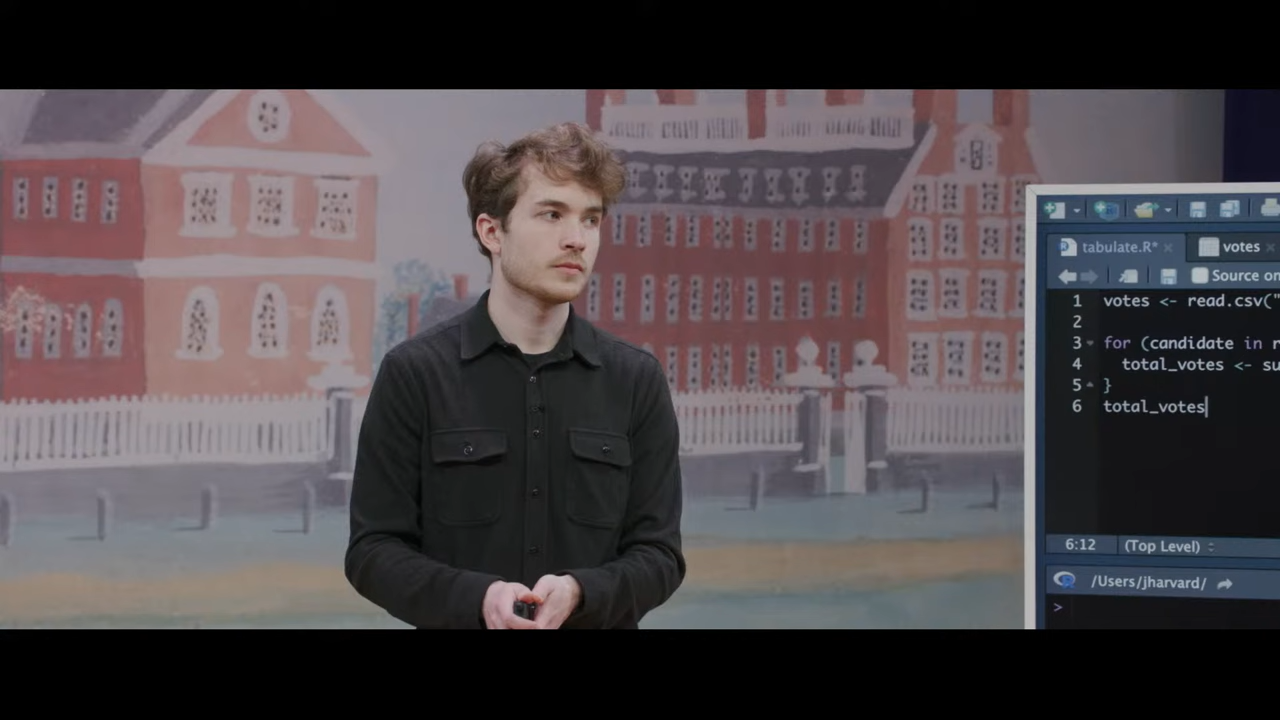 tabulate.R*
votes
Source on
1 votes <- read.csv("
2
3 for (candidate in r
4 total_votes <- su
5 }
6 total_votes
6:12 (Top Level)
/Users/jharvard/
>